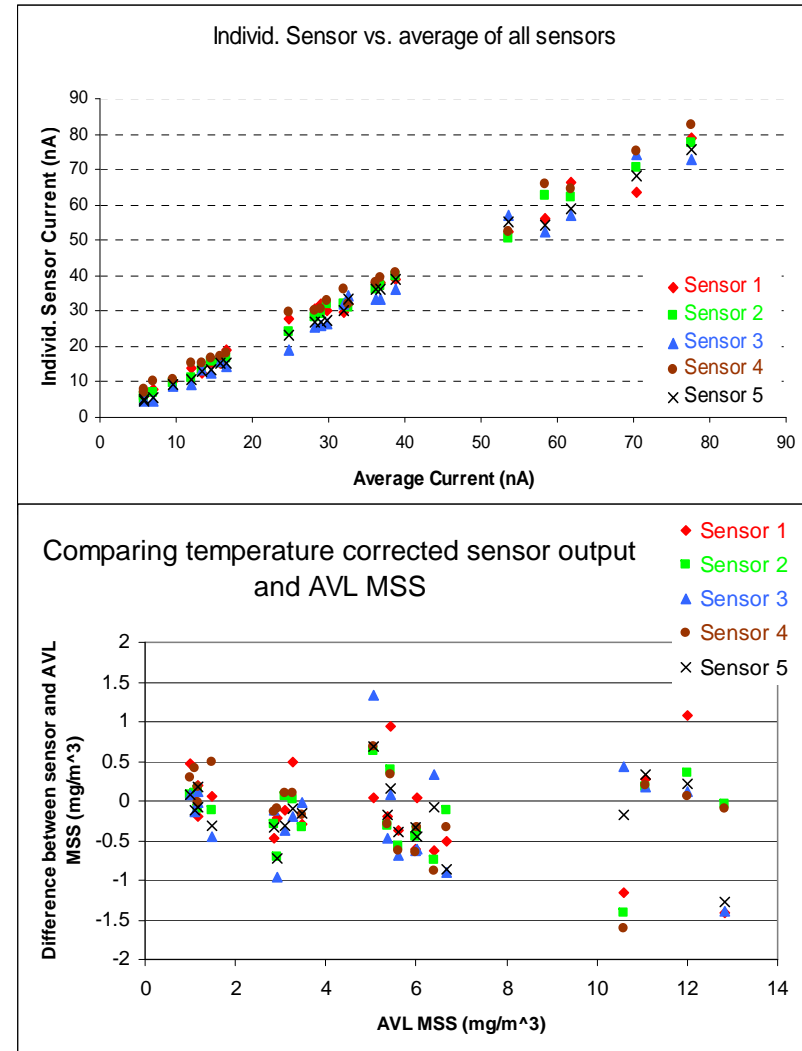 Individ. Sensor vs. average of all sensors
Individ. Sensor Current (nA)
90
80
70
60
50
40
30
20
10
0
Sensor 1
Sensor 2
Sensor 3
Sensor 4
Sensor 5
0 10 20 30 40 50 60 70 80 90
Average Current (nA)
Comparing temperature corrected sensor output
and AVL MSS
Sensor 1
Sensor 2
Sensor 3
Sensor 4
Sensor 5
Difference between sensor and AVL
MSS (mg/m^3)
2
1.5
1
0.5
0
-0.5
-1
-1.5
-2
0 2 4 6 8 10 12 14
AVL MSS (mg/m^3)